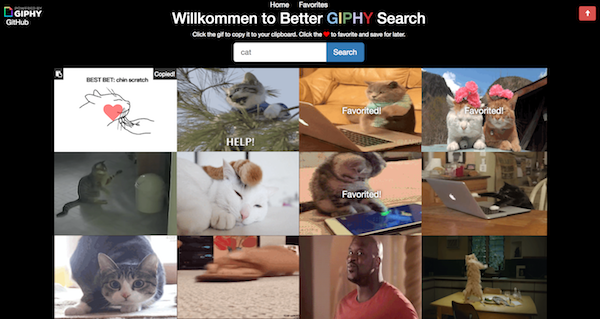 Home Favorites
POWERED BY
GIPHY
GitHub
Willkommen to Better GIPHY Search
Click the gif to copy it to your clipboard. Click the ❤ to favorite and save for later.
cat Search
Copied!
BEST BET: chin scratch
HELP!
Favorited!
Favorited!
Favorited!